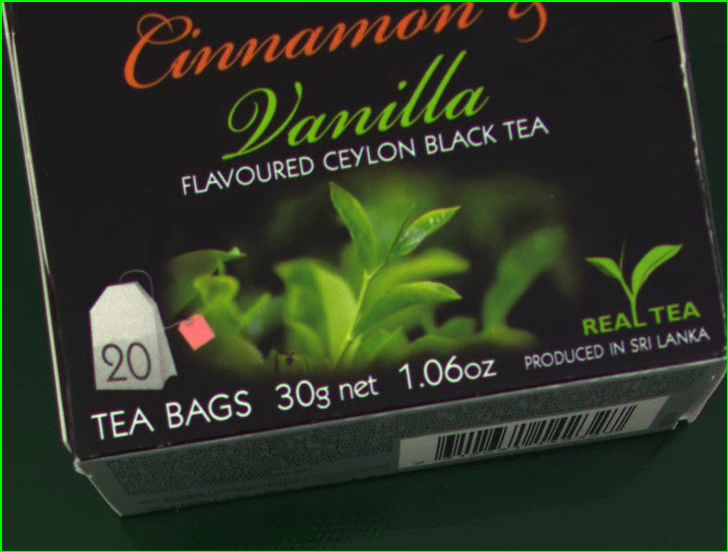 Cinnamon &
Vanilla
FLAVOURED CEYLON BLACK TEA
20
REAL TEA
PRODUCED IN SRI LANKA
TEA BAGS 30g net 1.06oz